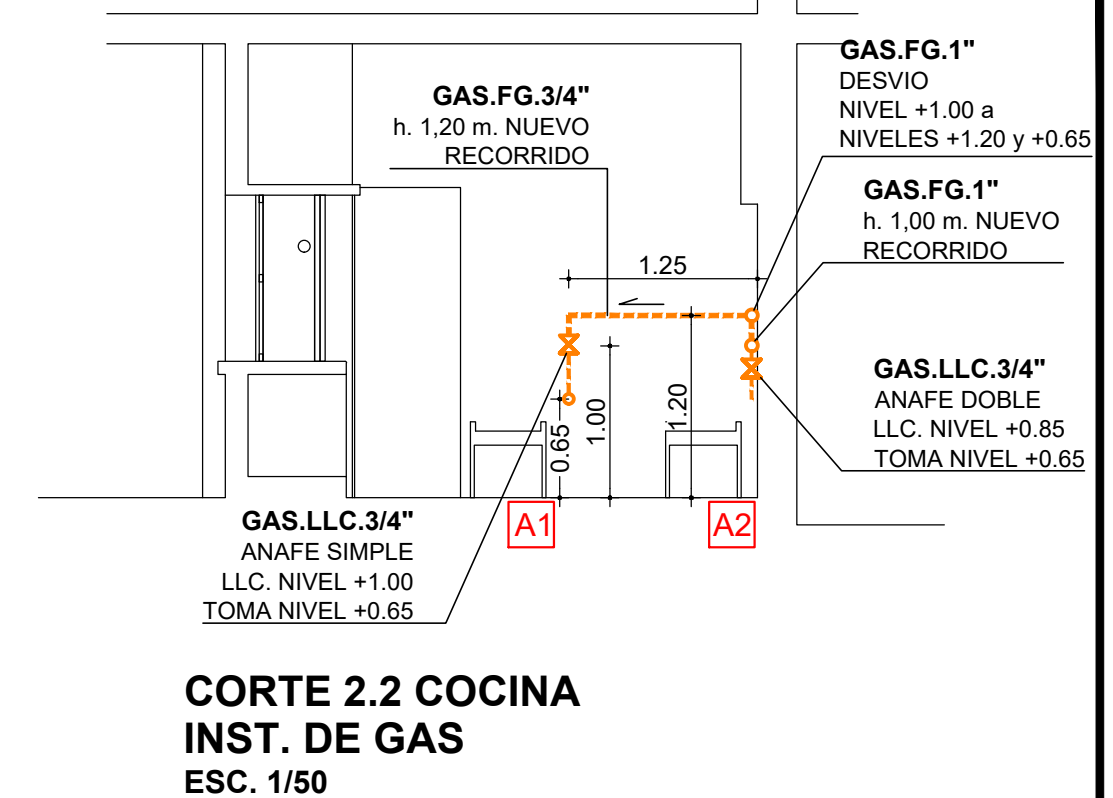 GAS.FG.1"
DESVIO
NIVEL +1.00 a
NIVELES +1.20 y +0.65
GAS.FG.3/4"
h. 1,20 m. NUEVO
RECORRIDO
GAS.FG.1"
h. 1,00 m. NUEVO
RECORRIDO
1.25
GAS.LLC.3/4"
ANAFE DOBLE
LLC. NIVEL +0.85
TOMA NIVEL +0.65
0.65
1.00
1.20
A1
A2
GAS.LLC.3/4"
ANAFE SIMPLE
LLC. NIVEL +1.00
TOMA NIVEL +0.65
CORTE 2.2 COCINA
INST. DE GAS
ESC. 1/50